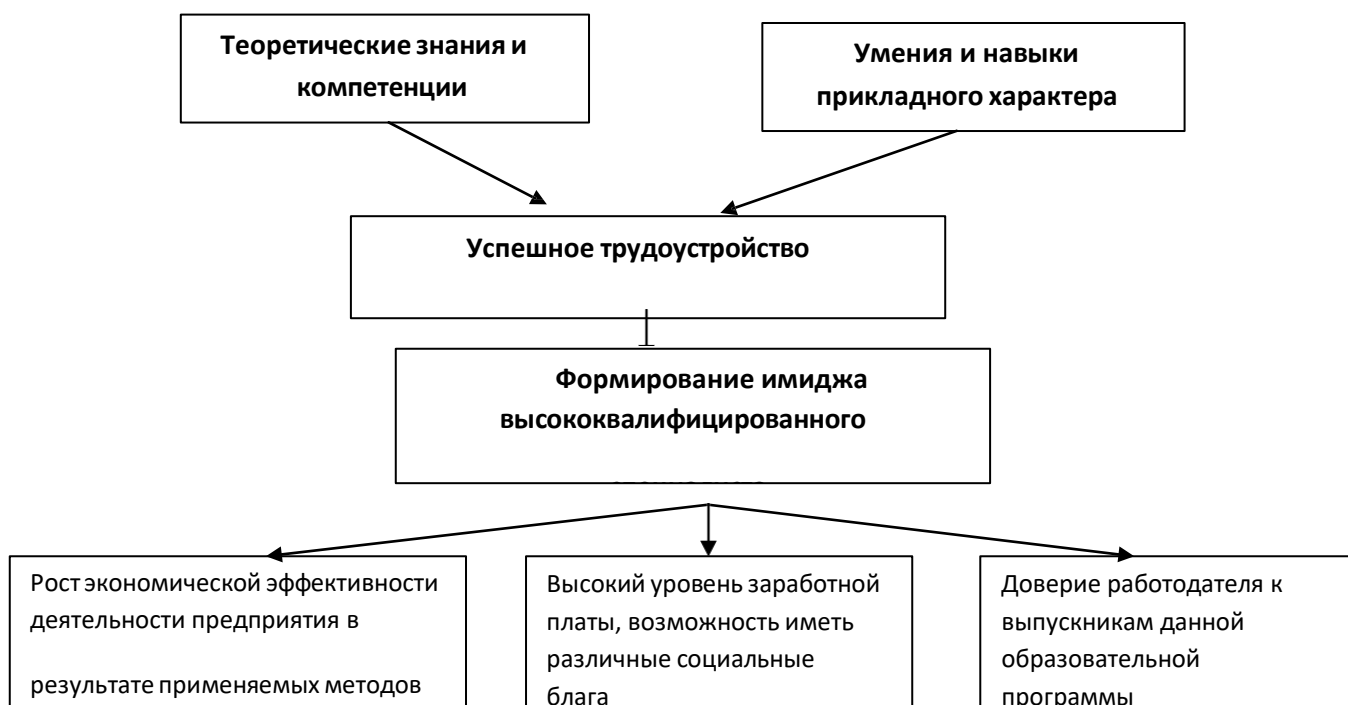 Теоретические знания и
компетенции
Умения и навыки
прикладного характера
Успешное трудоустройство
Формирование имиджа
высококвалифицированного
Рост экономической эффективности
деятельности предприятия в
результате применяемых методов
Высокий уровень заработной
платы, возможность иметь
различные социальные
блага
Доверие работодателя к
выпускникам данной
образовательной
программы